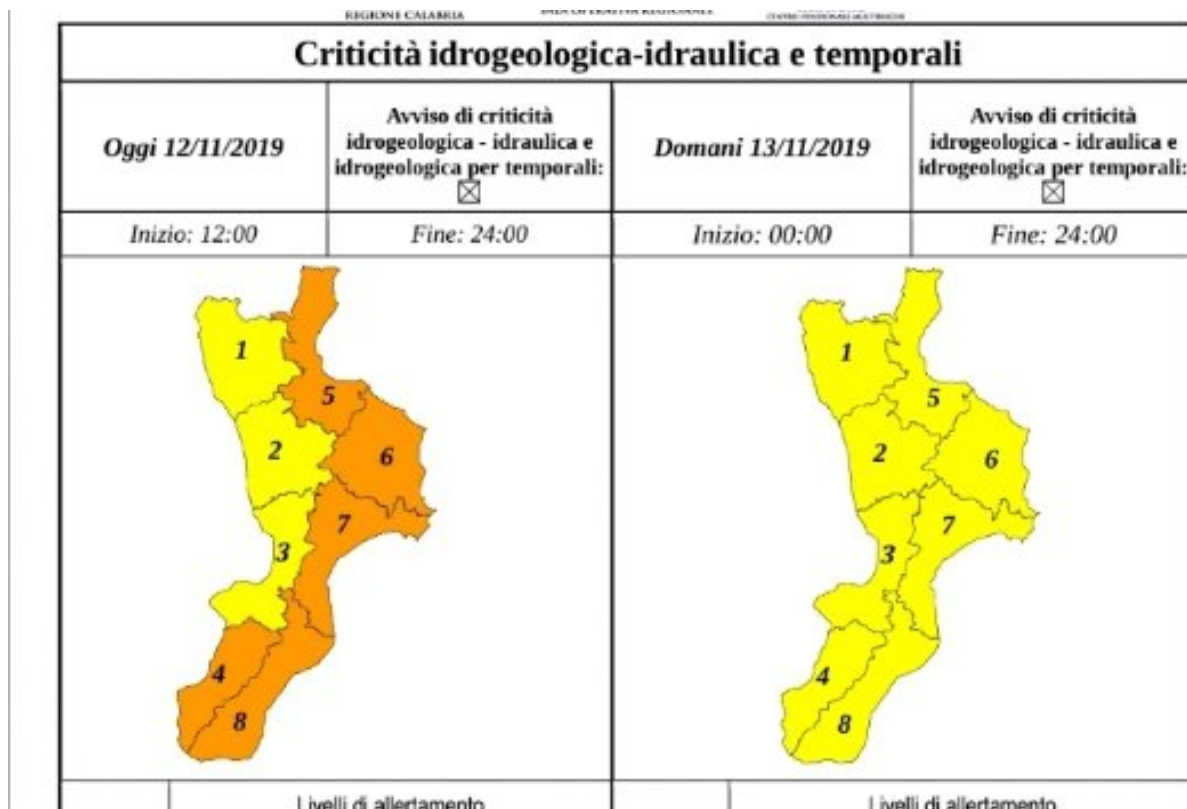 REGIONE CALABRIA
Criticità idrogeologica-idraulica e temporali
Oggi 12/11/2019
Avviso di criticità
idrogeologica - idraulica e
idrogeologica per temporali:
Domani 13/11/2019
Avviso di criticità
idrogeologica - idraulica e
idrogeologica per temporali:
Inizio: 12:00
Fine: 24:00
Inizio: 00:00
Fine: 24:00
1
5
2
6
7
3
4
8
1
5
2
6
7
3
4
8
Livelli di allertamento
Livelli di allertamento